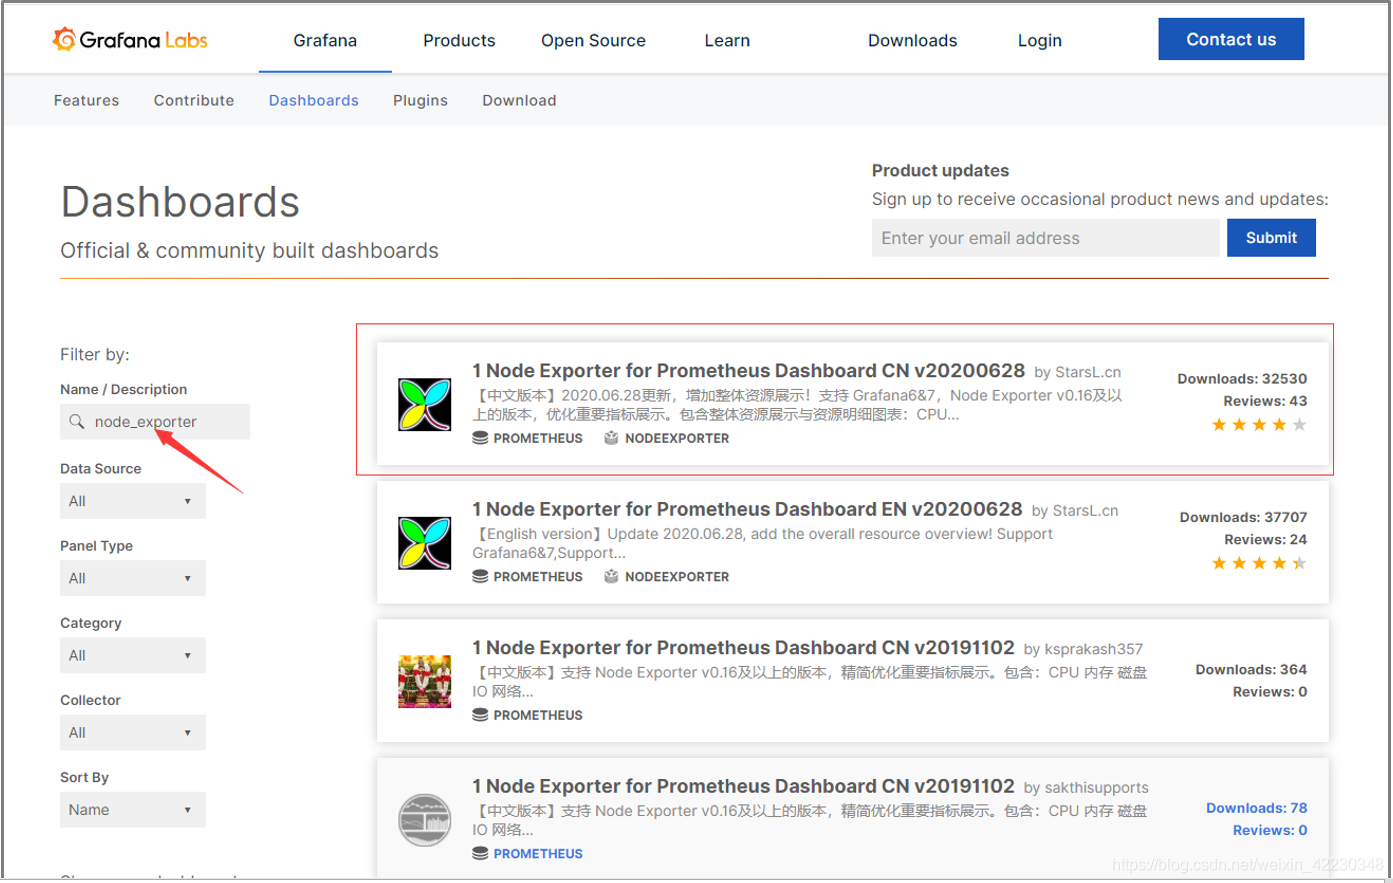 Grafana Labs
Grafana
Products
Open Source
Learn
Downloads
Login
Contact us
Features
Contribute
Dashboards
Plugins
Download
Product updates
Dashboards
Sign up to receive occasional product news and updates:
Enter your email address
Submit
Official & community built dashboards
Filter by:
Name / Description
node_exporter
Data Source
All
Panel Type
All
Category
All
Collector
All
Sort By
Name
1 Node Exporter for Prometheus Dashboard CN v20200628 by StarsL.cn
【中文版本】2020.06.28更新，增加整体资源展示！支持 Grafana6&7，Node Exporter v0.16及以
上的版本，优化重要指标展示。包含整体资源展示与资源明细图表：CPU...
PROMETHEUS
NODEEXPORTER
Downloads: 32530
Reviews: 43
1 Node Exporter for Prometheus Dashboard EN v20200628 by StarsL.cn
【English version】Update 2020.06.28, add the overall resource overview! Support
Grafana6&7,Support...
PROMETHEUS
NODEEXPORTER
Downloads: 37707
Reviews: 24
1 Node Exporter for Prometheus Dashboard CN v20191102 by ksprakash357
【中文版本】支持 Node Exporter v0.16及以上的版本，精简优化重要指标展示。包含：CPU 内存 磁盘
IO 网络...
PROMETHEUS
Downloads: 364
Reviews: 0
1 Node Exporter for Prometheus Dashboard CN v20191102 by sakthisupports
【中文版本】支持 Node Exporter v0.16及以上的版本，精简优化重要指标展示。包含：CPU 内存 磁盘
IO 网络...
PROMETHEUS
Downloads: 78
Reviews: 0
https://blog.csdn.net/weixin_42230348